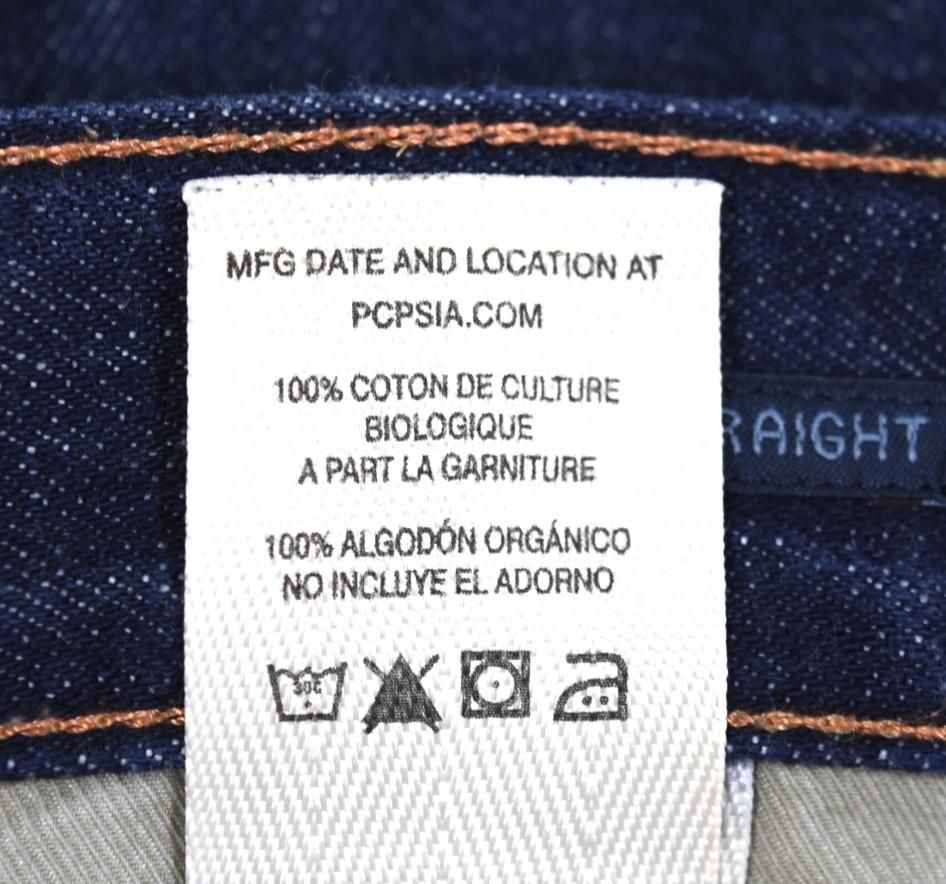 MFG DATE AND LOCATION AT
PCPSIA.COM
100% COTON DE CULTURE
BIOLOGIQUE
A PART LA GARNITURE
100% ALGODÓN ORGÁNICO
NO INCLUYE EL ADORNO
30C
RAIGHT